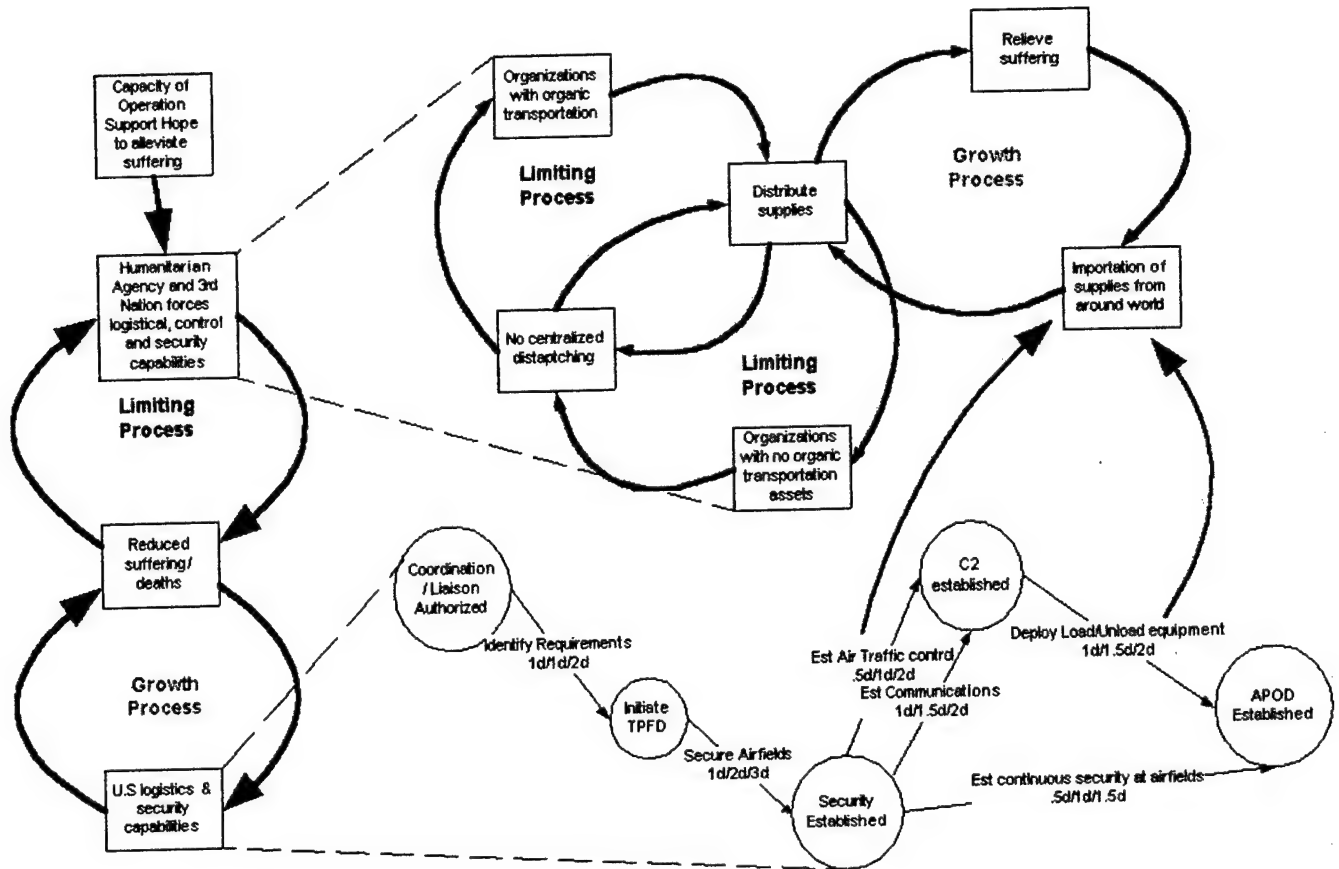 Capacity of
Operation
Support Hope
to alleviate
suffering
Humanitarian
Agency and 3rd
Nation forces
logistical, control
and security
capabilities
Limiting
Process
Reduced
suffering/
deaths
Growth
Process
U.S logistics &
security
capabilities
Organizations
with organic
transportation
Limiting
Process
Distribute
supplies
Relieve
suffering
Growth
Process
Importation of
supplies from
around world
No centralized
distaptching
Limiting
Process
Organizations
with no organic
transportation
assets
Coordination
/ Liaison
Authorized
Identify Requirements
1d/1d/2d
Initiate
TPFD
Secure Airfields
1d/2d/3d
Security
Established
Est Air Traffic control
.5d/1d/2d
Est Communications
1d/1.5d/2d
C2
established
Deploy Load/Unload equipment
1d/1.5d/2d
APOD
Established
Est continuous security at airfields
.5d/1d/1.5d